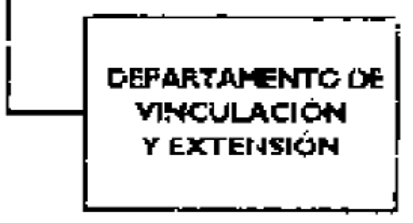 DEPARTAMENTO DE
VINCULACIÓN
Y EXTENSIÓN